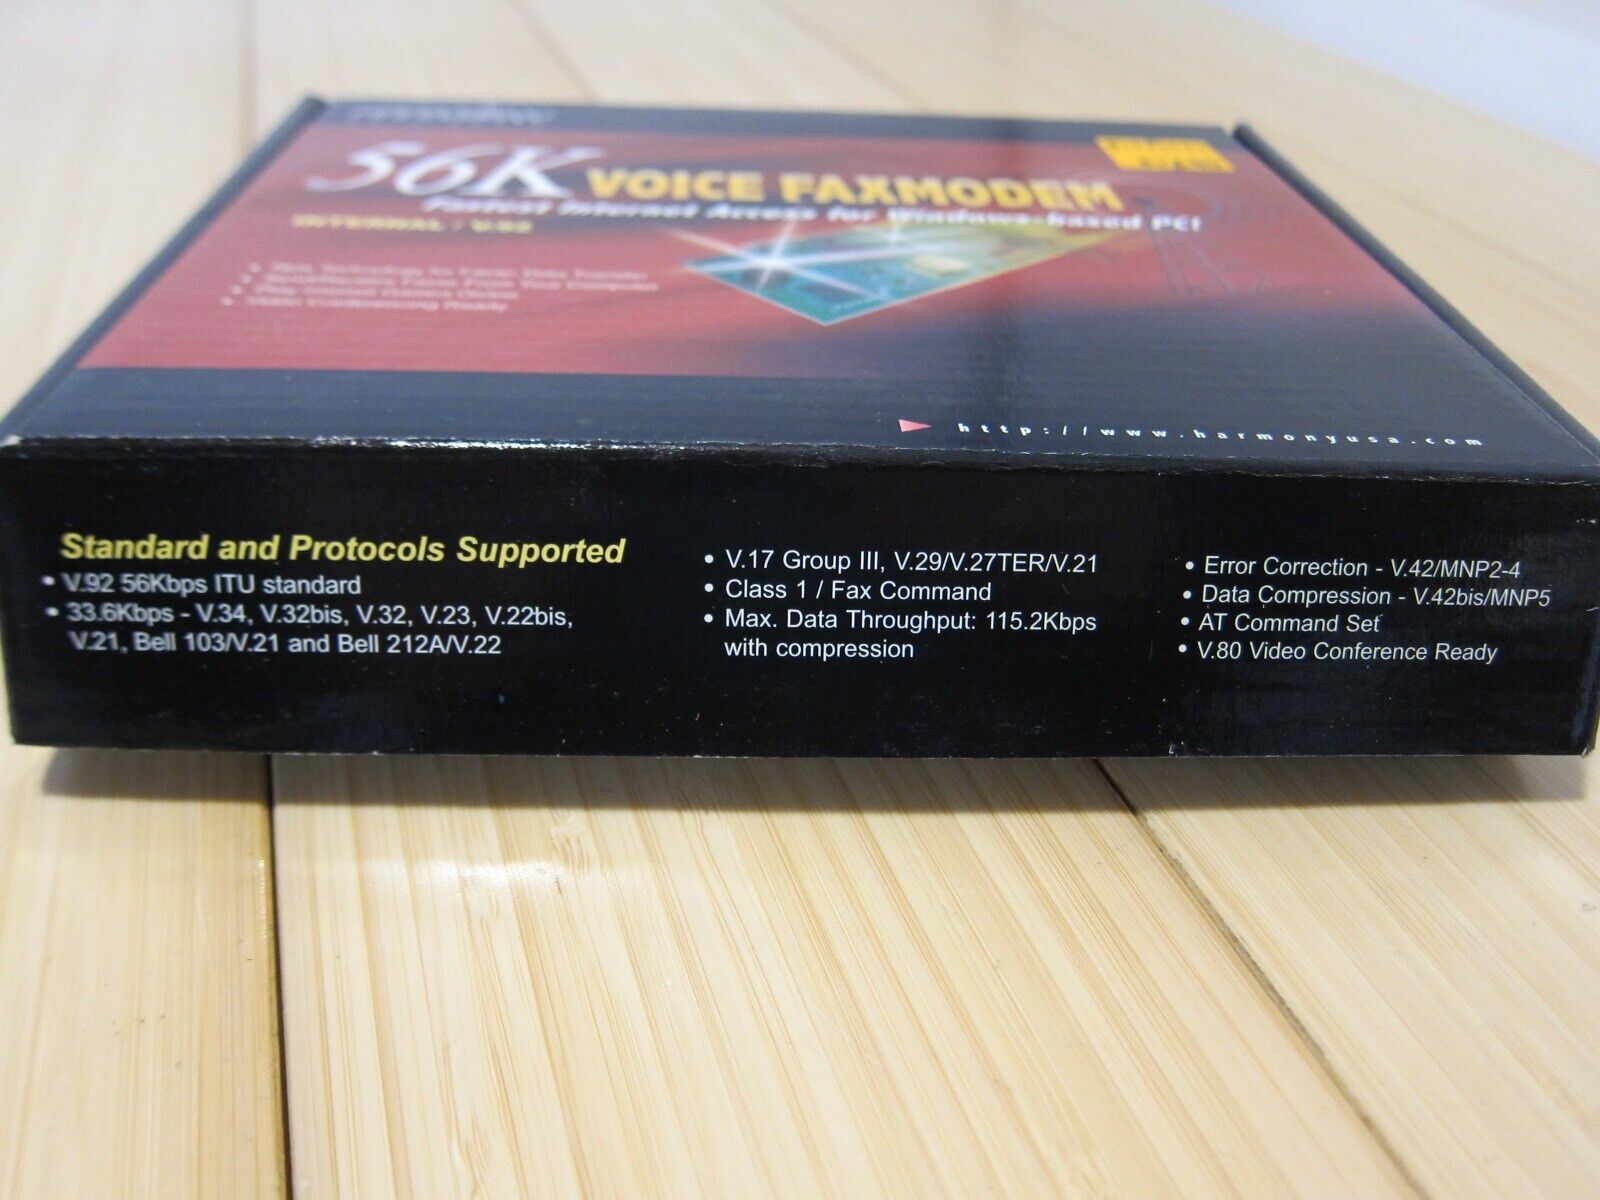 56K VOICE FAXMODEM
Fastest Internet Access for Windows-based PC!
INTERNAL / V.92
http://www.harmonyusa.com
Standard and Protocols Supported
• V.92 56Kbps ITU standard
• 33.6Kbps - V.34, V.32bis, V.32, V.23, V.22bis,
V.21, Bell 103/V.21 and Bell 212A/V.22
• V.17 Group III, V.29/V.27TER/V.21
• Class 1 / Fax Command
• Max. Data Throughput: 115.2Kbps
with compression
• Error Correction - V.42/MNP2-4
• Data Compression - V.42bis/MNP5
• AT Command Set
• V.80 Video Conference Ready